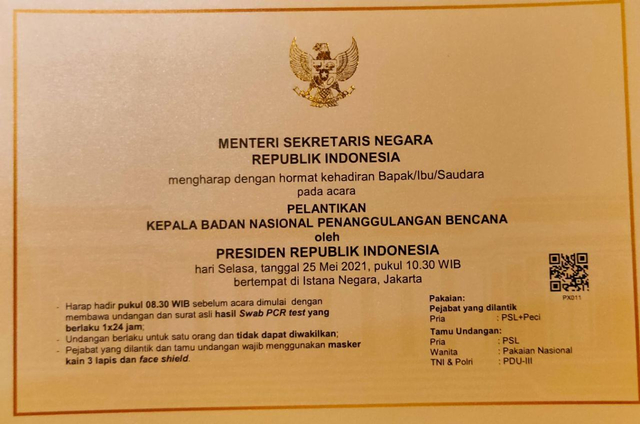 MENTERI SEKRETARIS NEGARA
REPUBLIK INDONESIA
mengharap dengan hormat kehadiran Bapak/Ibu/Saudara
pada acara
PELANTIKAN
KEPALA BADAN NASIONAL PENANGGULANGAN BENCANA
oleh
PRESIDEN REPUBLIK INDONESIA
hari Selasa, tanggal 25 Mei 2021, pukul 10.30 WIB
bertempat di Istana Negara, Jakarta
PX011
- Harap hadir pukul 08.30 WIB sebelum acara dimulai dengan
membawa undangan dan surat asli hasil Swab PCR test yang
berlaku 1x24 jam;
- Undangan berlaku untuk satu orang dan tidak dapat diwakilkan;
- Pejabat yang dilantik dan tamu undangan wajib menggunakan masker
kain 3 lapis dan face shield.
Pakaian:
Pejabat yang dilantik
Pria : PSL+Peci
Tamu Undangan:
Pria : PSL
Wanita : Pakaian Nasional
TNI & Polri : PDU-III